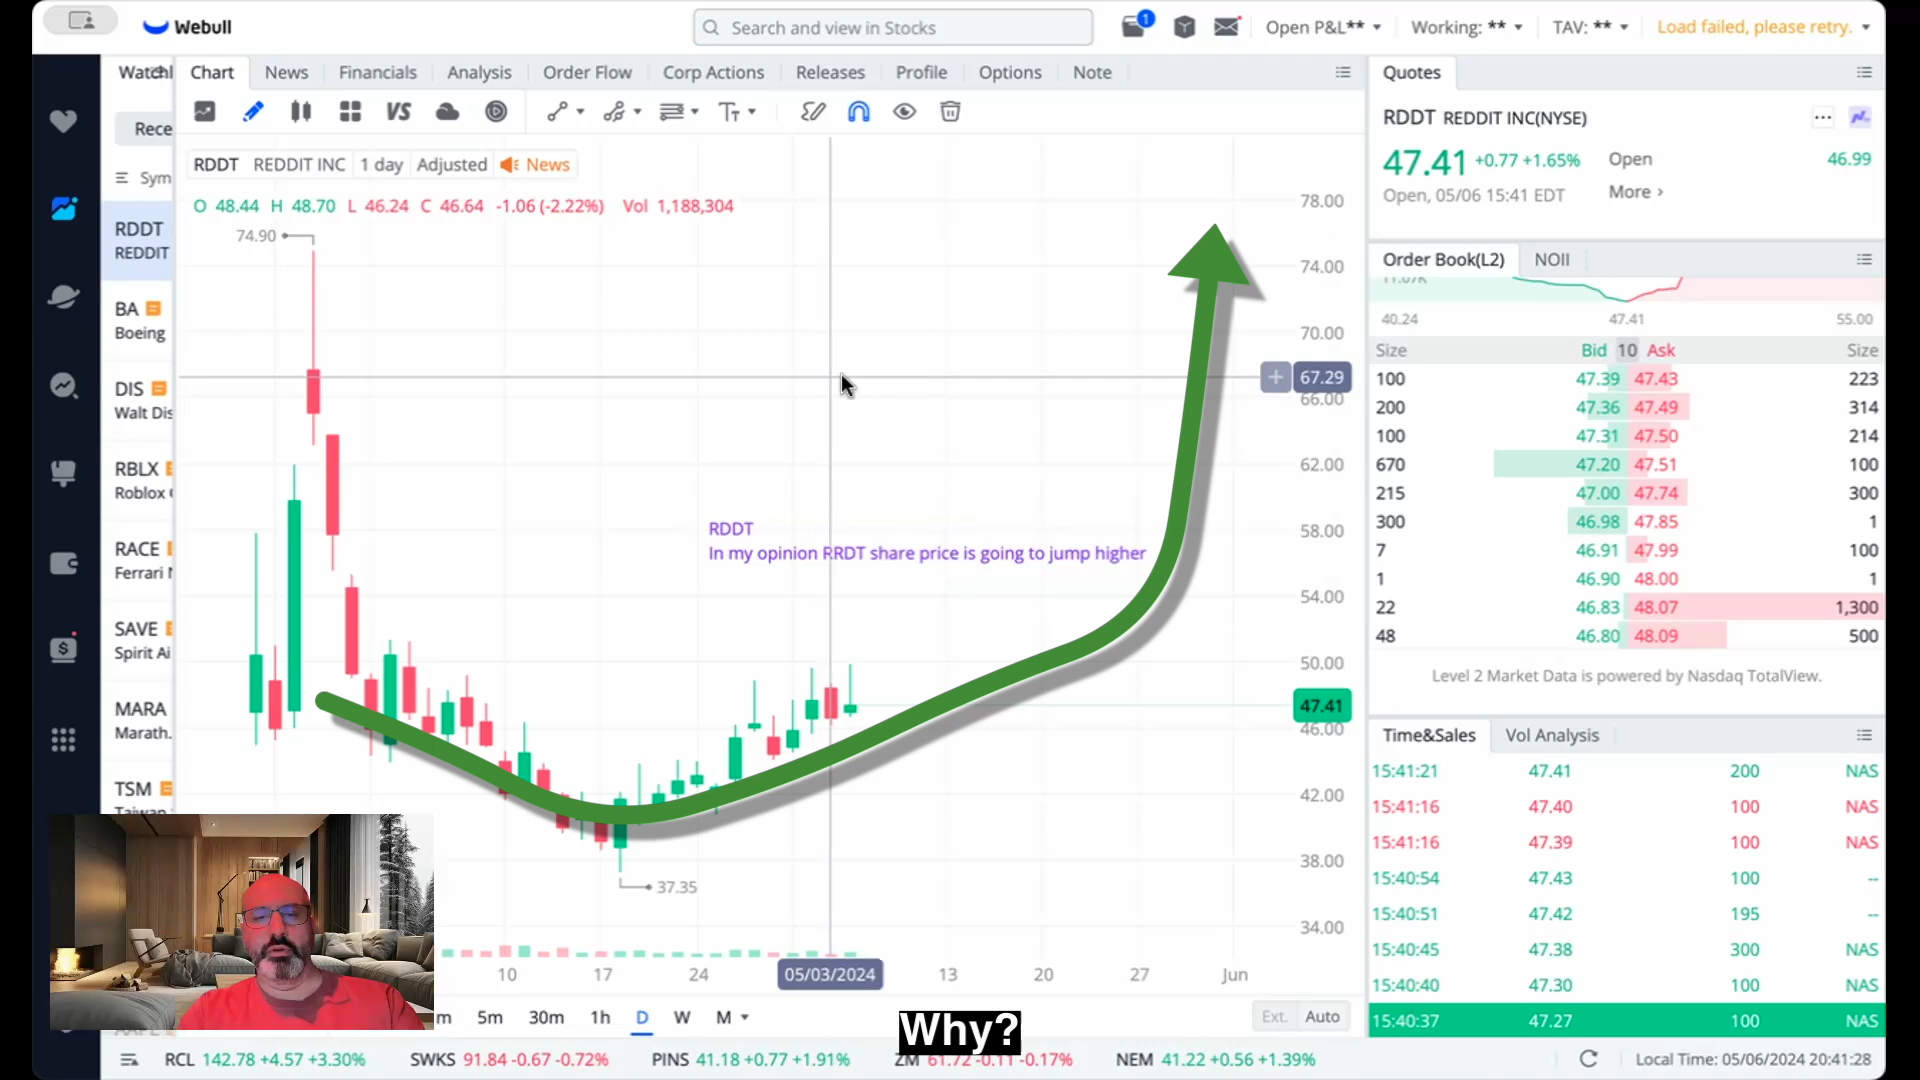 Webull
Search and view in Stocks
1
Open P&L**
Working: **
TAV: **
Load failed, please retry.
Chart
News
Financials
Analysis
Order Flow
Corp Actions
Releases
Profile
Options
Note
VS
RDDT REDDIT INC 1 day Adjusted News
O 48.44 H 48.70 L 46.24 C 46.64 -1.06 (-2.22%) Vol 1,188,304
74.90
RDDT
In my opinion RRDT share price is going to jump higher
37.35
78.00
74.00
70.00
67.29
66.00
62.00
58.00
54.00
50.00
47.41
46.00
42.00
38.00
34.00
10
17
24
05/03/2024
13
20
27
Jun
Rece
Sym
RDDT
REDDIT
BA
Boeing
DIS
Walt Dis
RBLX
Roblox
RACE
Ferrari
SAVE
Spirit Ai
MARA
Marath.
TSM
m 5m 30m 1h D W M
Ext. Auto
Why?
Quotes
RDDT REDDIT INC(NYSE)
47.41 +0.77 +1.65%
Open 46.99
Open, 05/06 15:41 EDT
More
Order Book(L2)
NOII
40.24 47.41 55.00
Size Bid 10 Ask Size
100 47.39 47.43 223
200 47.36 47.49 314
100 47.31 47.50 214
670 47.20 47.51 100
215 47.00 47.74 300
300 46.98 47.85 1
7 46.91 47.99 100
1 46.90 48.00 1
22 46.83 48.07 1,300
48 46.80 48.09 500
Level 2 Market Data is powered by Nasdaq TotalView.
Time&Sales
Vol Analysis
15:41:21 47.41 200 NAS
15:41:16 47.40 100 NAS
15:41:16 47.39 100 NAS
15:40:54 47.43 100 --
15:40:51 47.42 195 --
15:40:45 47.38 300 NAS
15:40:40 47.30 100 NAS
15:40:37 47.27 100 NAS
RCL 142.78 +4.57 +3.30%
SWKS 91.84 -0.67 -0.72%
PINS 41.18 +0.77 +1.91%
ZM 61.72 -0.11 -0.17%
NEM 41.22 +0.56 +1.39%
Local Time: 05/06/2024 20:41:28